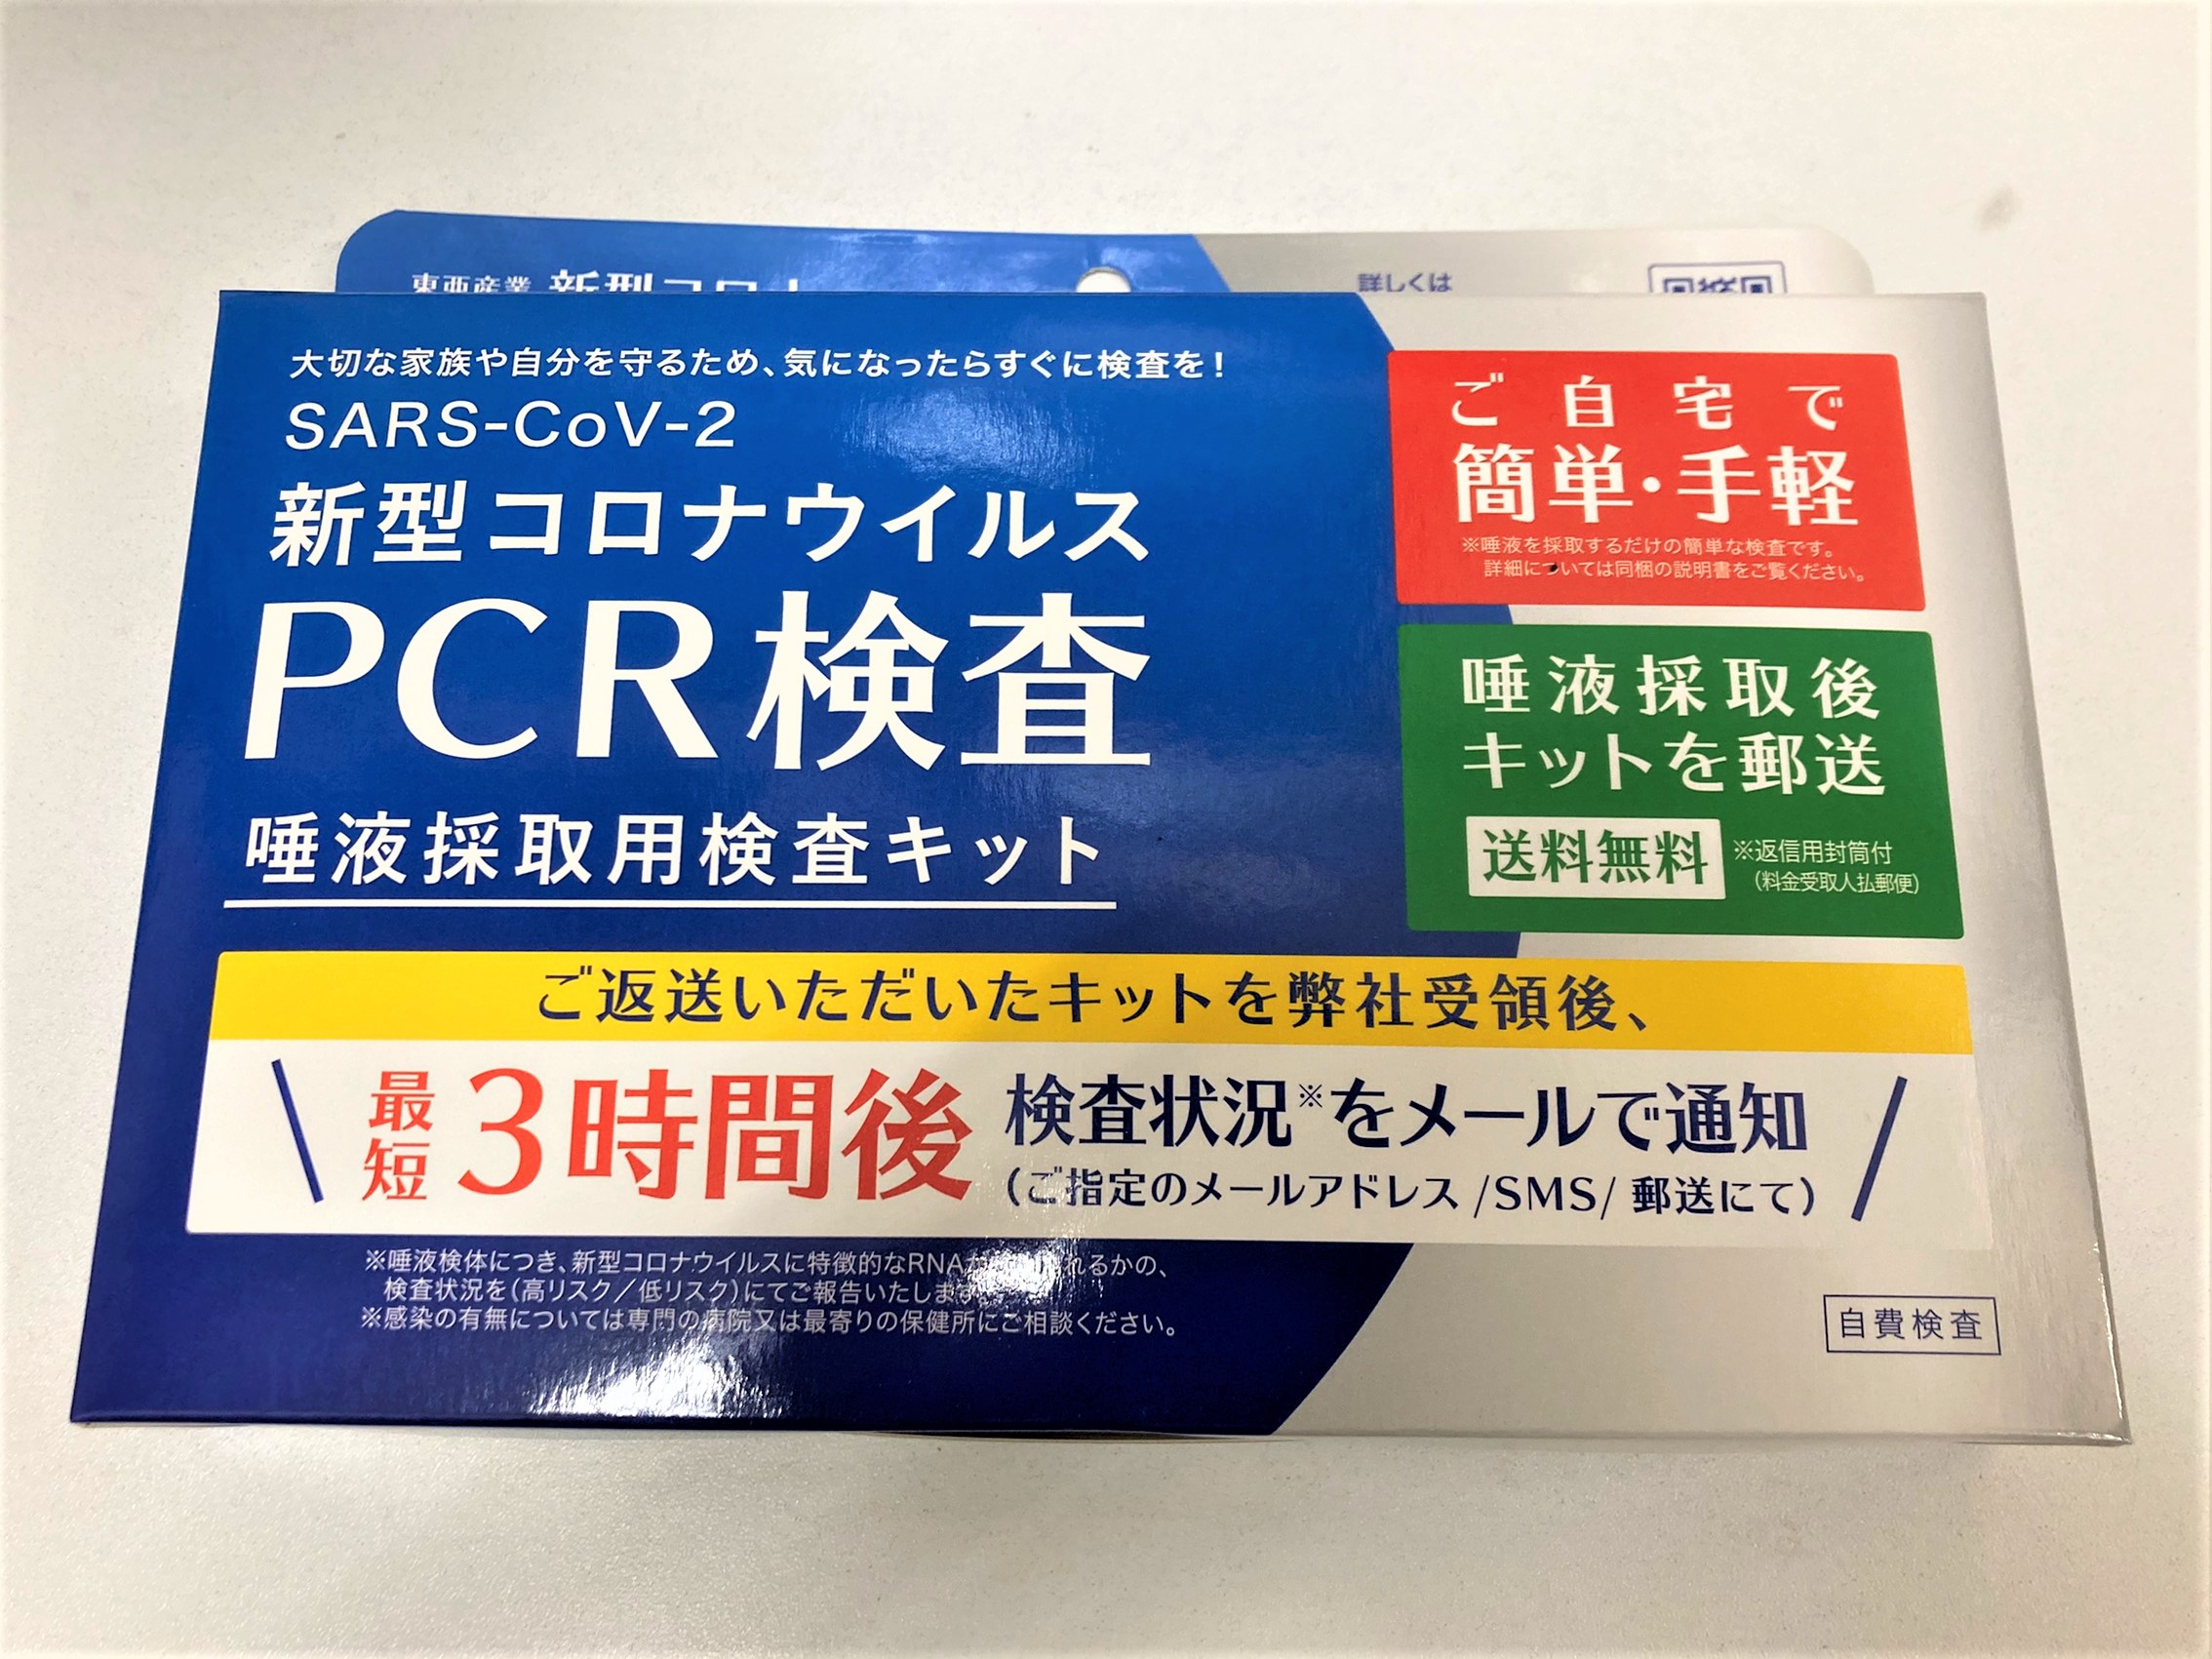 東亜産業 新型コロナ
詳しくは
大切な家族や自分を守るため、気になったらすぐに検査を！
SARS-CoV-2
新型コロナウイルス
PCR検査
唾液採取用検査キット
ご自宅で
簡単・手軽
※唾液を採取するだけの簡単な検査です。
詳細については同梱の説明書をご覧ください。
唾液採取後
キットを郵送
送料無料
※返信用封筒付
（料金受取人払郵便）
ご返送いただいたキットを弊社受領後、
最短 3時間後 検査状況※をメールで通知
（ご指定のメールアドレス/SMS/郵送にて）
※唾液検体につき、新型コロナウイルスに特徴的なRNAが れるかの、
検査状況を（高リスク／低リスク）にてご報告いたします。
※感染の有無については専門の病院又は最寄りの保健所にご相談ください。
自費検査